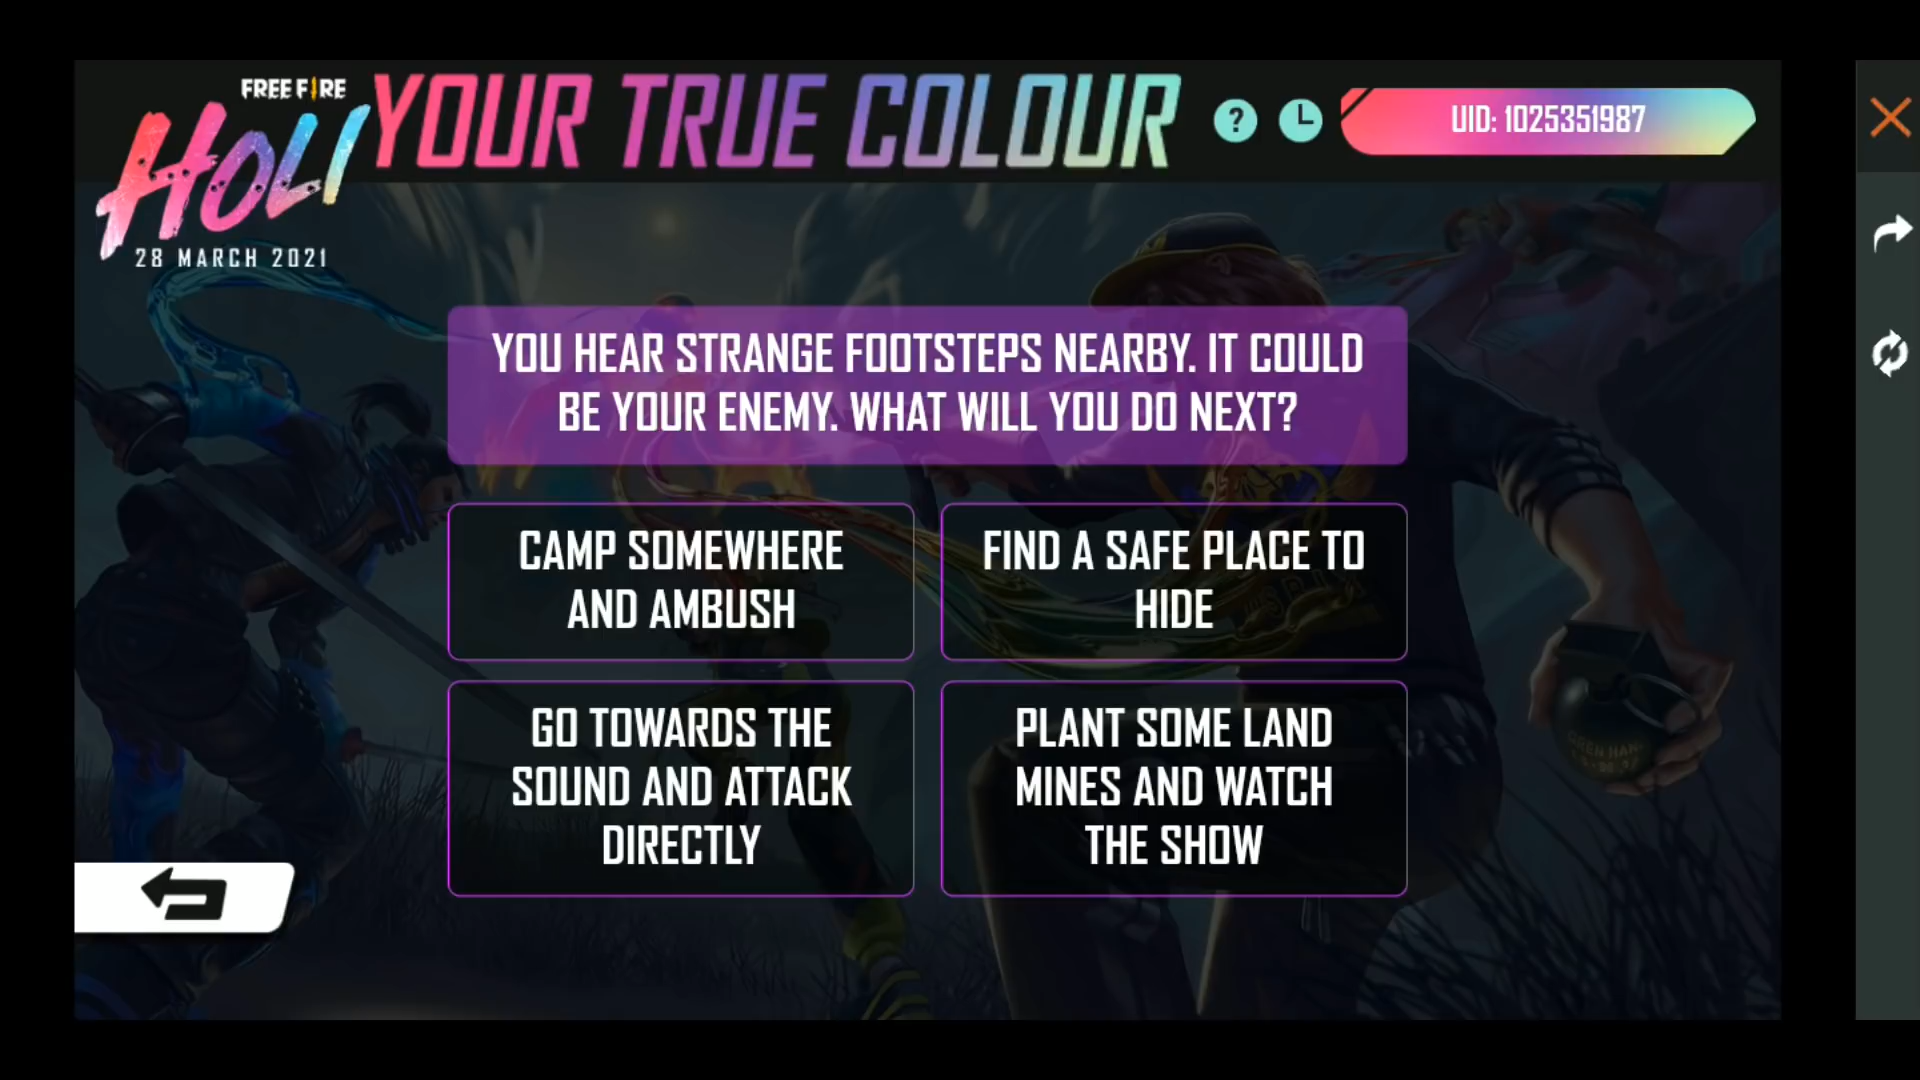 FREE FIRE
HOLI
28 MARCH 2021
YOUR TRUE COLOUR
?
UID: 1025351987
YOU HEAR STRANGE FOOTSTEPS NEARBY. IT COULD
BE YOUR ENEMY. WHAT WILL YOU DO NEXT?
CAMP SOMEWHERE
AND AMBUSH
FIND A SAFE PLACE TO
HIDE
GO TOWARDS THE
SOUND AND ATTACK
DIRECTLY
PLANT SOME LAND
MINES AND WATCH
THE SHOW